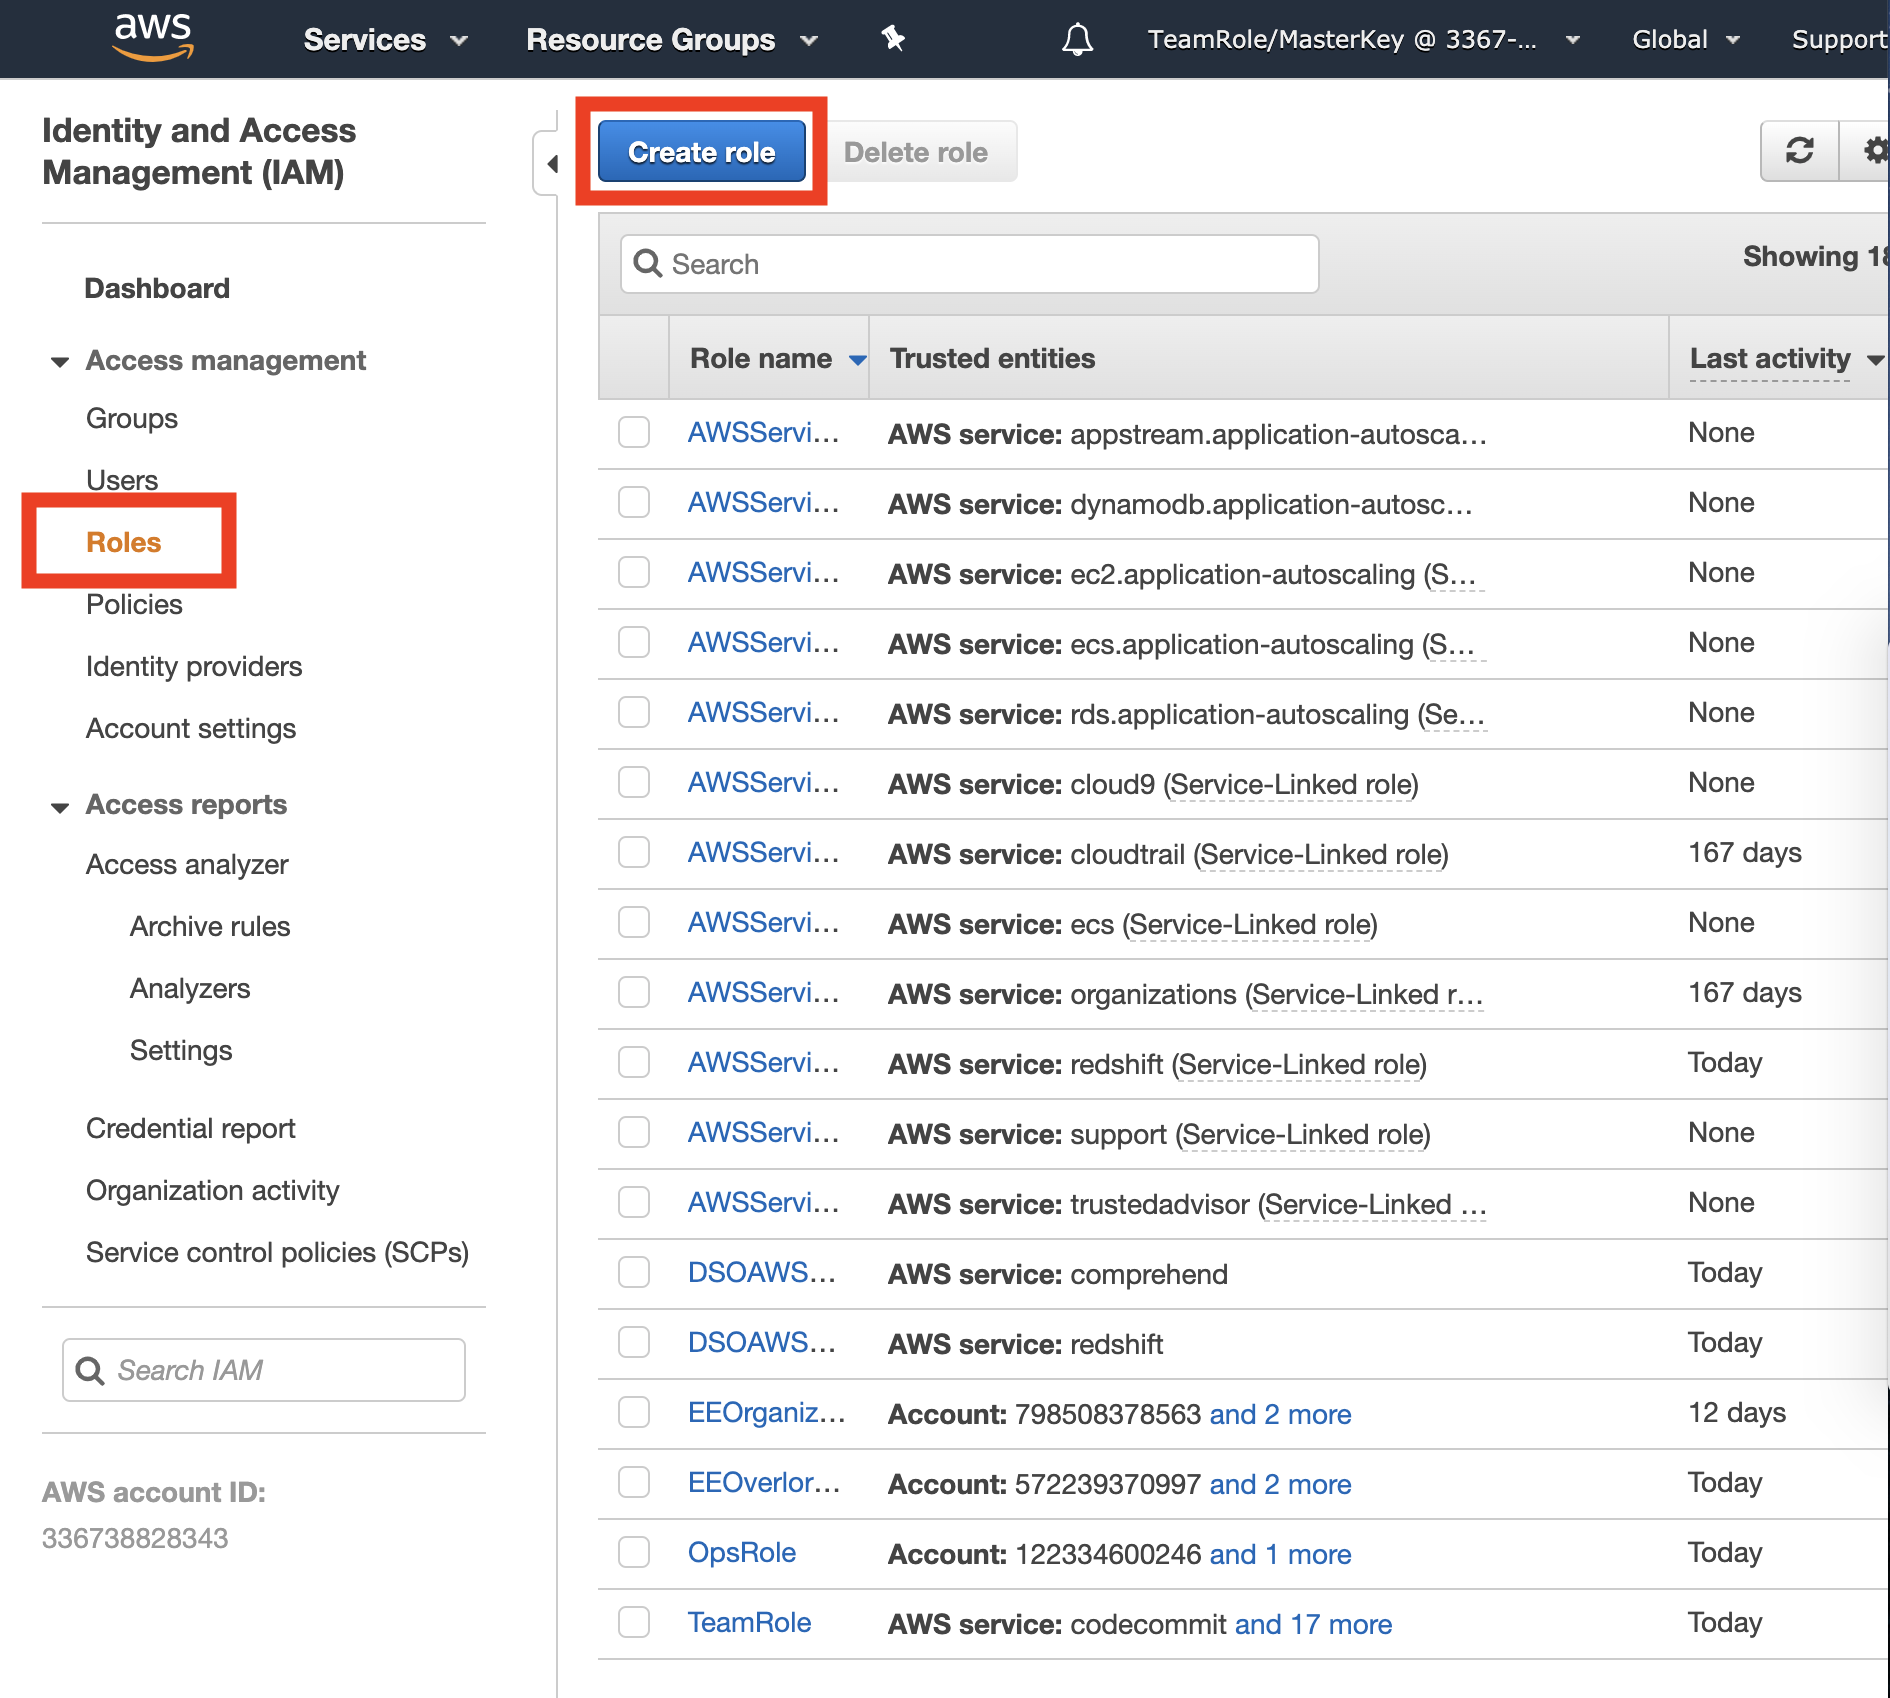 aws
Services
Resource Groups
TeamRole/MasterKey @ 3367-...
Global
Support
Identity and Access
Management (IAM)
Dashboard
Access management
Groups
Users
Roles
Policies
Identity providers
Account settings
Access reports
Access analyzer
Archive rules
Analyzers
Settings
Credential report
Organization activity
Service control policies (SCPs)
Search IAM
AWS account ID:
336738828343
Create role
Delete role
Search
Showing 18
Role name Trusted entities Last activity
AWSServi... AWS service: appstream.application-autosca... None
AWSServi... AWS service: dynamodb.application-autosc... None
AWSServi... AWS service: ec2.application-autoscaling (S... None
AWSServi... AWS service: ecs.application-autoscaling (S... None
AWSServi... AWS service: rds.application-autoscaling (Se... None
AWSServi... AWS service: cloud9 (Service-Linked role) None
AWSServi... AWS service: cloudtrail (Service-Linked role) 167 days
AWSServi... AWS service: ecs (Service-Linked role) None
AWSServi... AWS service: organizations (Service-Linked r... 167 days
AWSServi... AWS service: redshift (Service-Linked role) Today
AWSServi... AWS service: support (Service-Linked role) None
AWSServi... AWS service: trustedadvisor (Service-Linked ... None
DSOAWS... AWS service: comprehend Today
DSOAWS... AWS service: redshift Today
EEOrganiz... Account: 798508378563 and 2 more 12 days
EEOverlor... Account: 572239370997 and 2 more Today
OpsRole Account: 122334600246 and 1 more Today
TeamRole AWS service: codecommit and 17 more Today